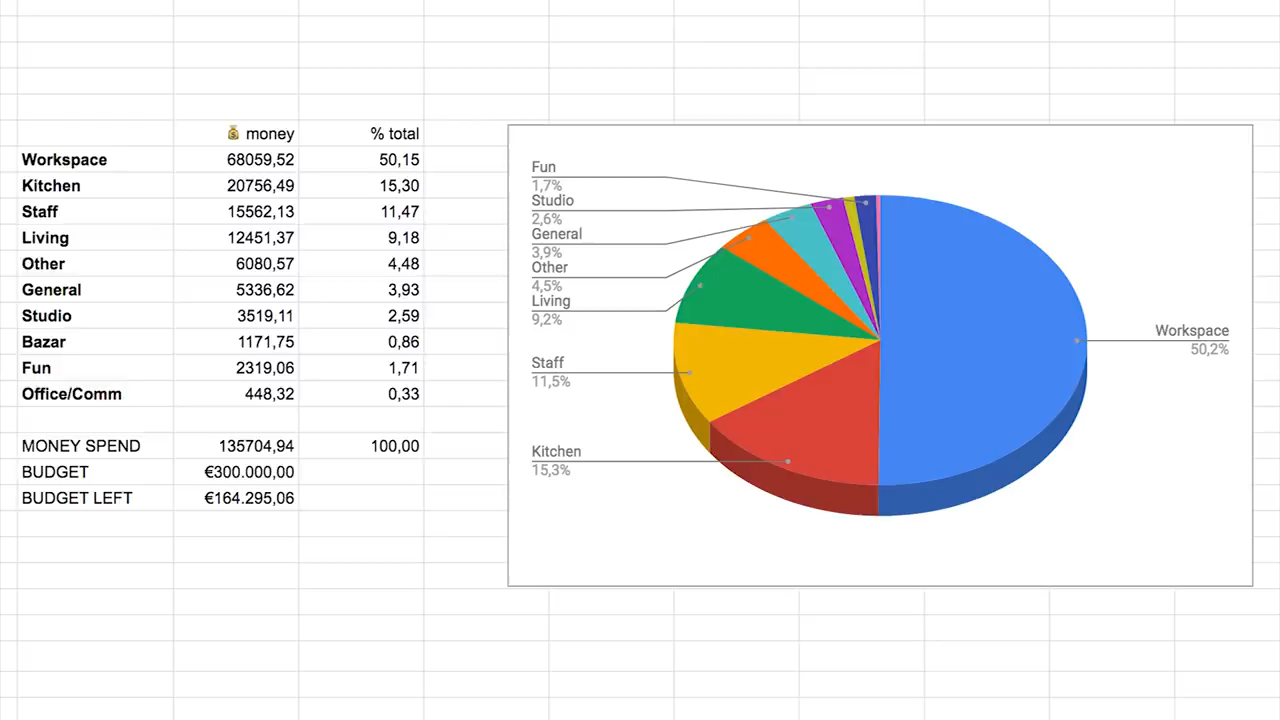 💰 money % total
Workspace 68059,52 50,15
Kitchen 20756,49 15,30
Staff 15562,13 11,47
Living 12451,37 9,18
Other 6080,57 4,48
General 5336,62 3,93
Studio 3519,11 2,59
Bazar 1171,75 0,86
Fun 2319,06 1,71
Office/Comm 448,32 0,33
MONEY SPEND 135704,94 100,00
BUDGET €300.000,00
BUDGET LEFT €164.295,06
Fun
1,7%
Studio
2,6%
General
3,9%
Other
4,5%
Living
9,2%
Staff
11,5%
Kitchen
15,3%
Workspace
50,2%